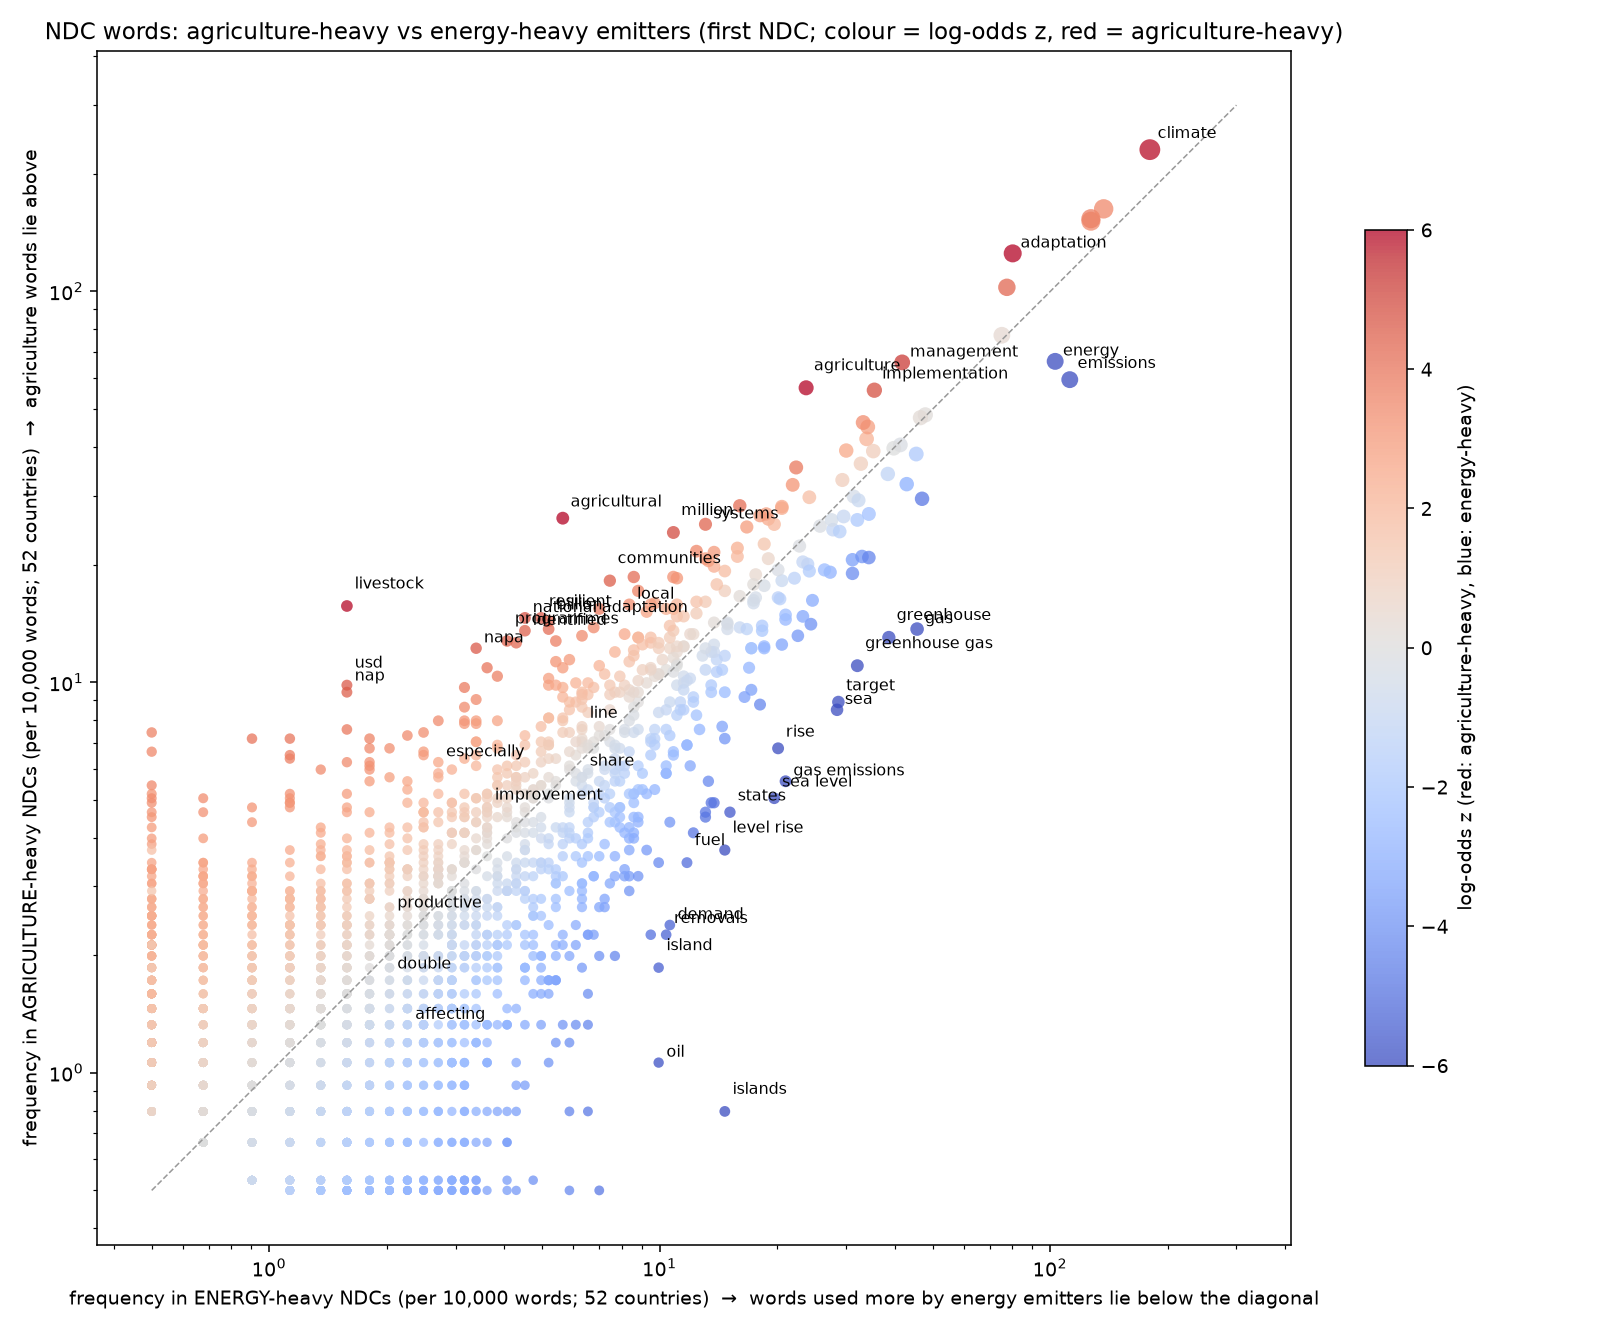 NDC words: agriculture-heavy vs energy-heavy emitters (first NDC; colour = log-odds z, red = agriculture-heavy)
frequency in AGRICULTURE-heavy NDCs (per 10,000 words; 52 countries) → agriculture words lie above
10²
10¹
10⁰
climate
adaptation
management
energy
emissions
agriculture
implementation
agricultural
million
systems
communities
livestock
local
resilient
national adaptation
programmes
identified
napa
greenhouse
gas
greenhouse gas
usd
nap
target
sea
line
rise
especially
share
gas emissions
sea level
improvement
states
level rise
fuel
productive
demand
removals
island
double
affecting
oil
islands
10⁰
10¹
10²
frequency in ENERGY-heavy NDCs (per 10,000 words; 52 countries) → words used more by energy emitters lie below the diagonal
6
4
2
0
−2
−4
−6
log-odds z (red: agriculture-heavy, blue: energy-heavy)